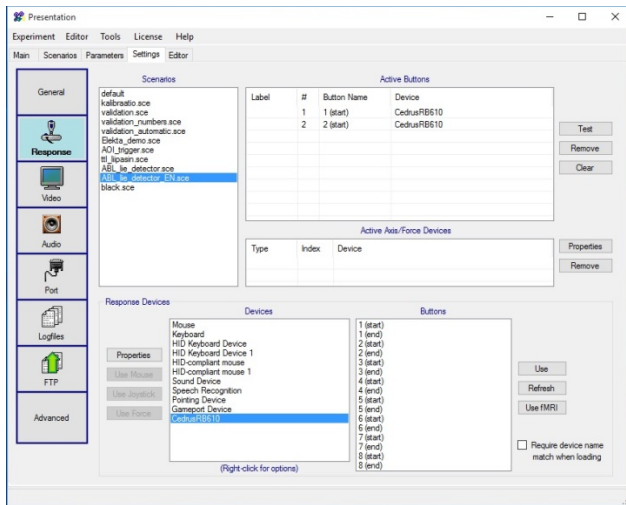 Presentation
Experiment Editor Tools License Help
Main Scenarios Parameters Settings Editor
General
Response
Video
Audio
Port
Logfiles
FTP
Advanced
Scenarios
default
kalibraatio.sce
validation.sce
validation_numbers.sce
validation_automatic.sce
Elekta_demo.sce
AOI_trigger.sce
ttl_lipasin.sce
ABL_lie_detector.sce
ABL_lie_detector_EN.sce
black.sce
Active Buttons
Label # Button Name Device
1 1 (start) CedrusRB610
2 2 (start) CedrusRB610
Test
Remove
Clear
Active Axis/Force Devices
Type Index Device
Properties
Remove
Response Devices
Devices
Properties
Use Mouse
Use Joystick
Use Force
Mouse
Keyboard
HID Keyboard Device
HID Keyboard Device 1
HID-compliant mouse
HID-compliant mouse 1
Sound Device
Speech Recognition
Pointing Device
Gameport Device
CedrusRB610
(Right-click for options)
Buttons
1 (start)
1 (end)
2 (start)
2 (end)
3 (start)
3 (end)
4 (start)
4 (end)
5 (start)
5 (end)
6 (start)
6 (end)
7 (start)
7 (end)
8 (start)
8 (end)
Use
Refresh
Use fMRI
Require device name
match when loading